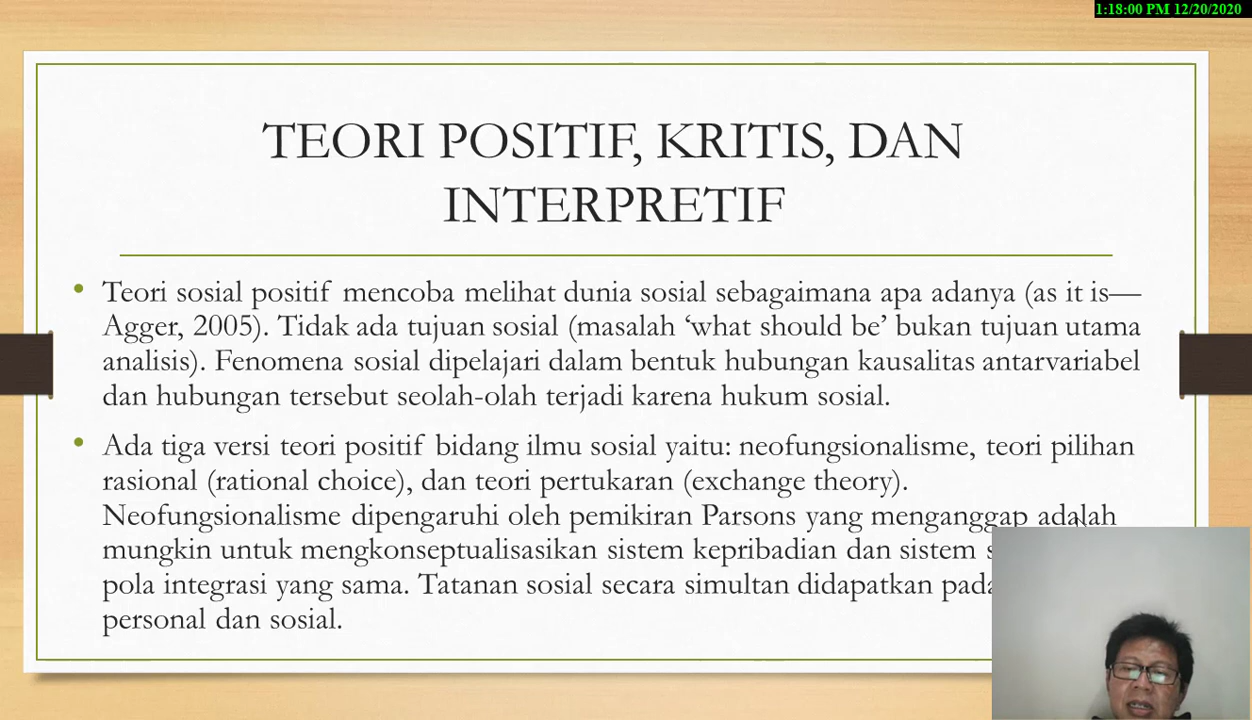 1:18:00 PM 12/20/2020
TEORI POSITIF, KRITIS, DAN
INTERPRETIF
• Teori sosial positif mencoba melihat dunia sosial sebagaimana apa adanya (as it is—
Agger, 2005). Tidak ada tujuan sosial (masalah ‘what should be’ bukan tujuan utama
analisis). Fenomena sosial dipelajari dalam bentuk hubungan kausalitas antarvariabel
dan hubungan tersebut seolah-olah terjadi karena hukum sosial.
• Ada tiga versi teori positif bidang ilmu sosial yaitu: neofungsionalisme, teori pilihan
rasional (rational choice), dan teori pertukaran (exchange theory).
Neofungsionalisme dipengaruhi oleh pemikiran Parsons yang menganggap adalah
mungkin untuk mengkonseptualisasikan sistem kepribadian dan sistem
pola integrasi yang sama. Tatanan sosial secara simultan didapatkan pada
personal dan sosial.